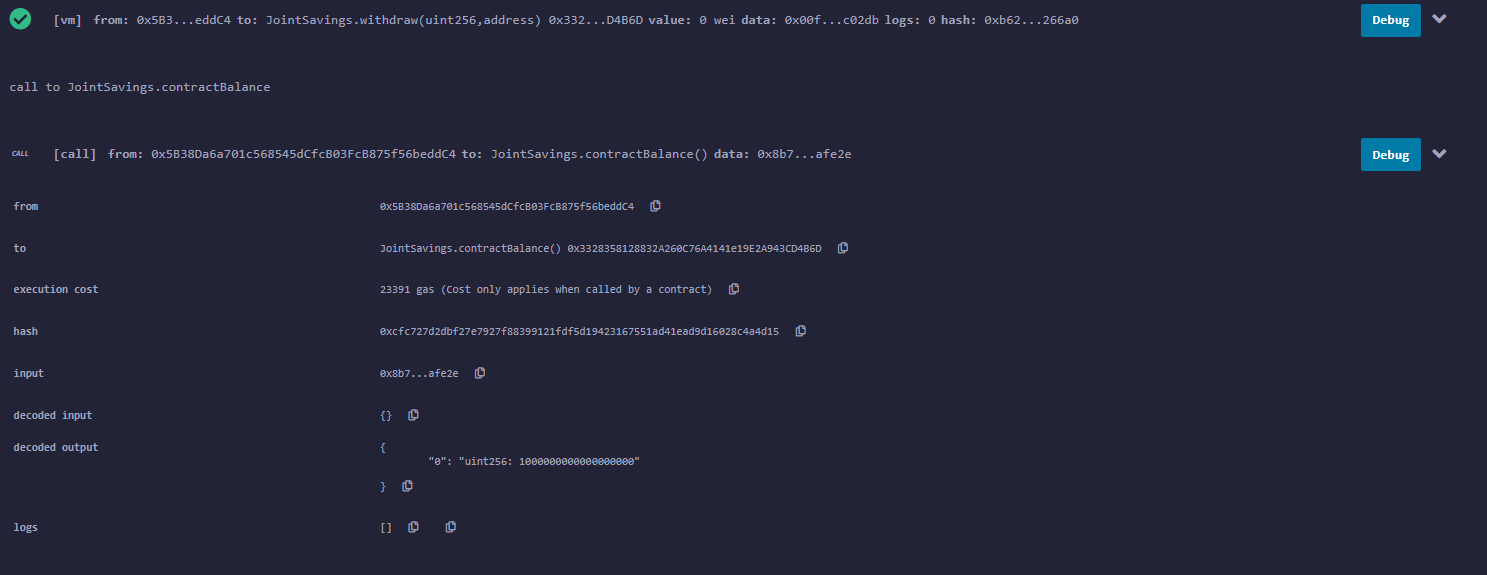 [vm] from: 0x5B3...eddC4 to: JointSavings.withdraw(uint256,address) 0x332...D4B6D value: 0 wei data: 0x00f...c02db logs: 0 hash: 0xb62...266a0 Debug
call to JointSavings.contractBalance
CALL [call] from: 0x5B38Da6a701c568545dCfcB03FcB875f56beddC4 to: JointSavings.contractBalance() data: 0x8b7...afe2e Debug
from 0x5B38Da6a701c568545dCfcB03FcB875f56beddC4
to JointSavings.contractBalance() 0x3328358128832A260C76A4141e19E2A943CD4B6D
execution cost 23391 gas (Cost only applies when called by a contract)
hash 0xcfc727d2dbf27e7927f88399121fdf5d19423167551ad41ead9d16028c4a4d15
input 0x8b7...afe2e
decoded input {}
decoded output {
"0": "uint256: 1000000000000000000"
}
logs []